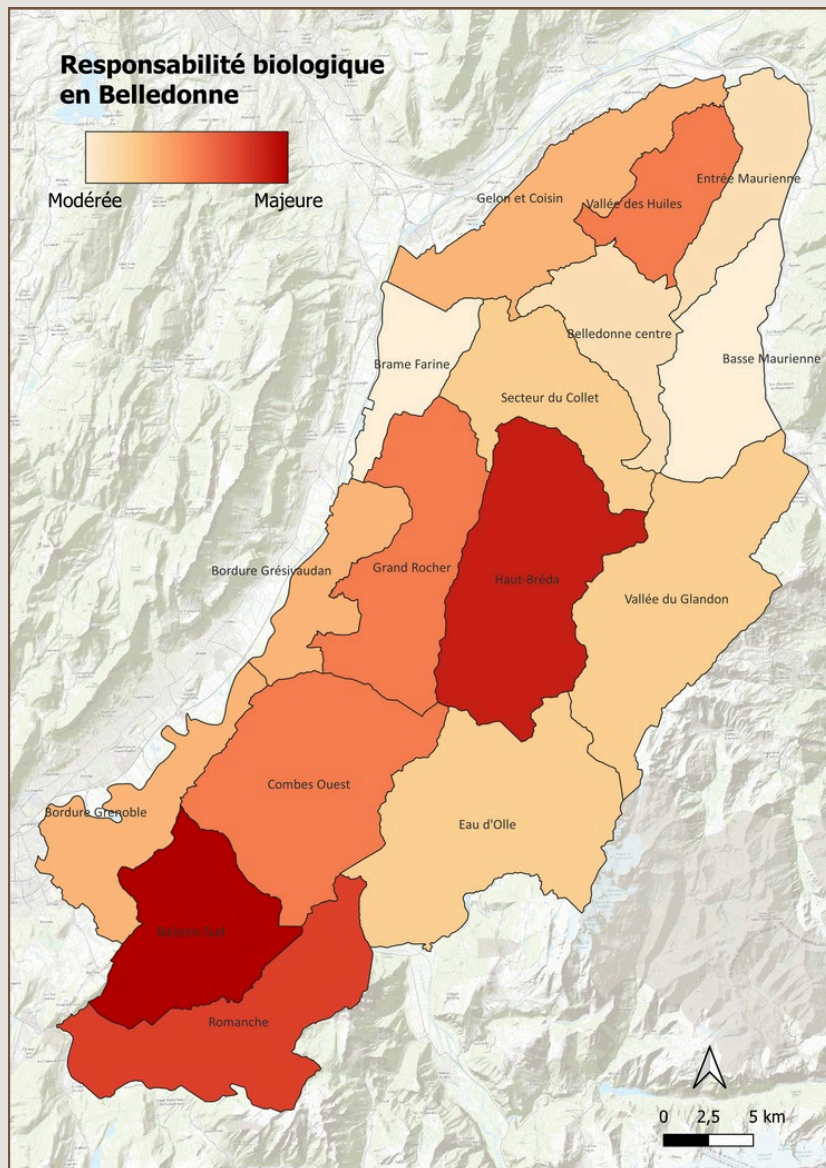 Responsabilité biologique
en Belledonne
Modérée
Majeure
Entrée Maurienne
Gelon et Coisin
Vallée des Huiles
Belledonne centre
Basse Maurienne
Brame Farine
Secteur du Collet
Bordure Grésivaudan
Grand Rocher
Haut-Bréda
Vallée du Glandon
Combes Ouest
Bordure Grenoble
Eau d'Olle
Balcons Sud
Romanche
0 2,5 5 km